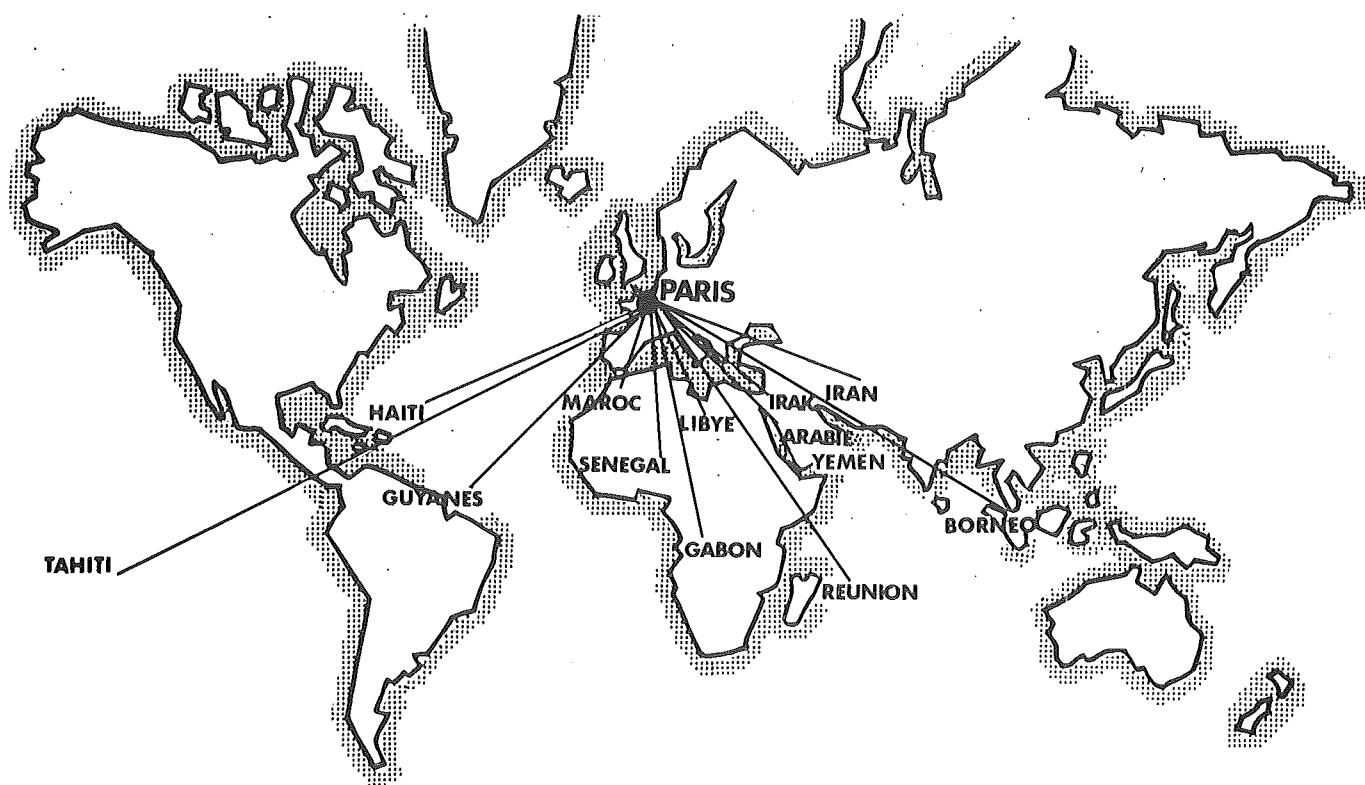 PARIS
IRAN
HAITI
MAROC
IRAK
LIBYE
ARABIE
SENEGAL
YEMEN
GUYANES
BORNEO
GABON
TAHITI
REUNION